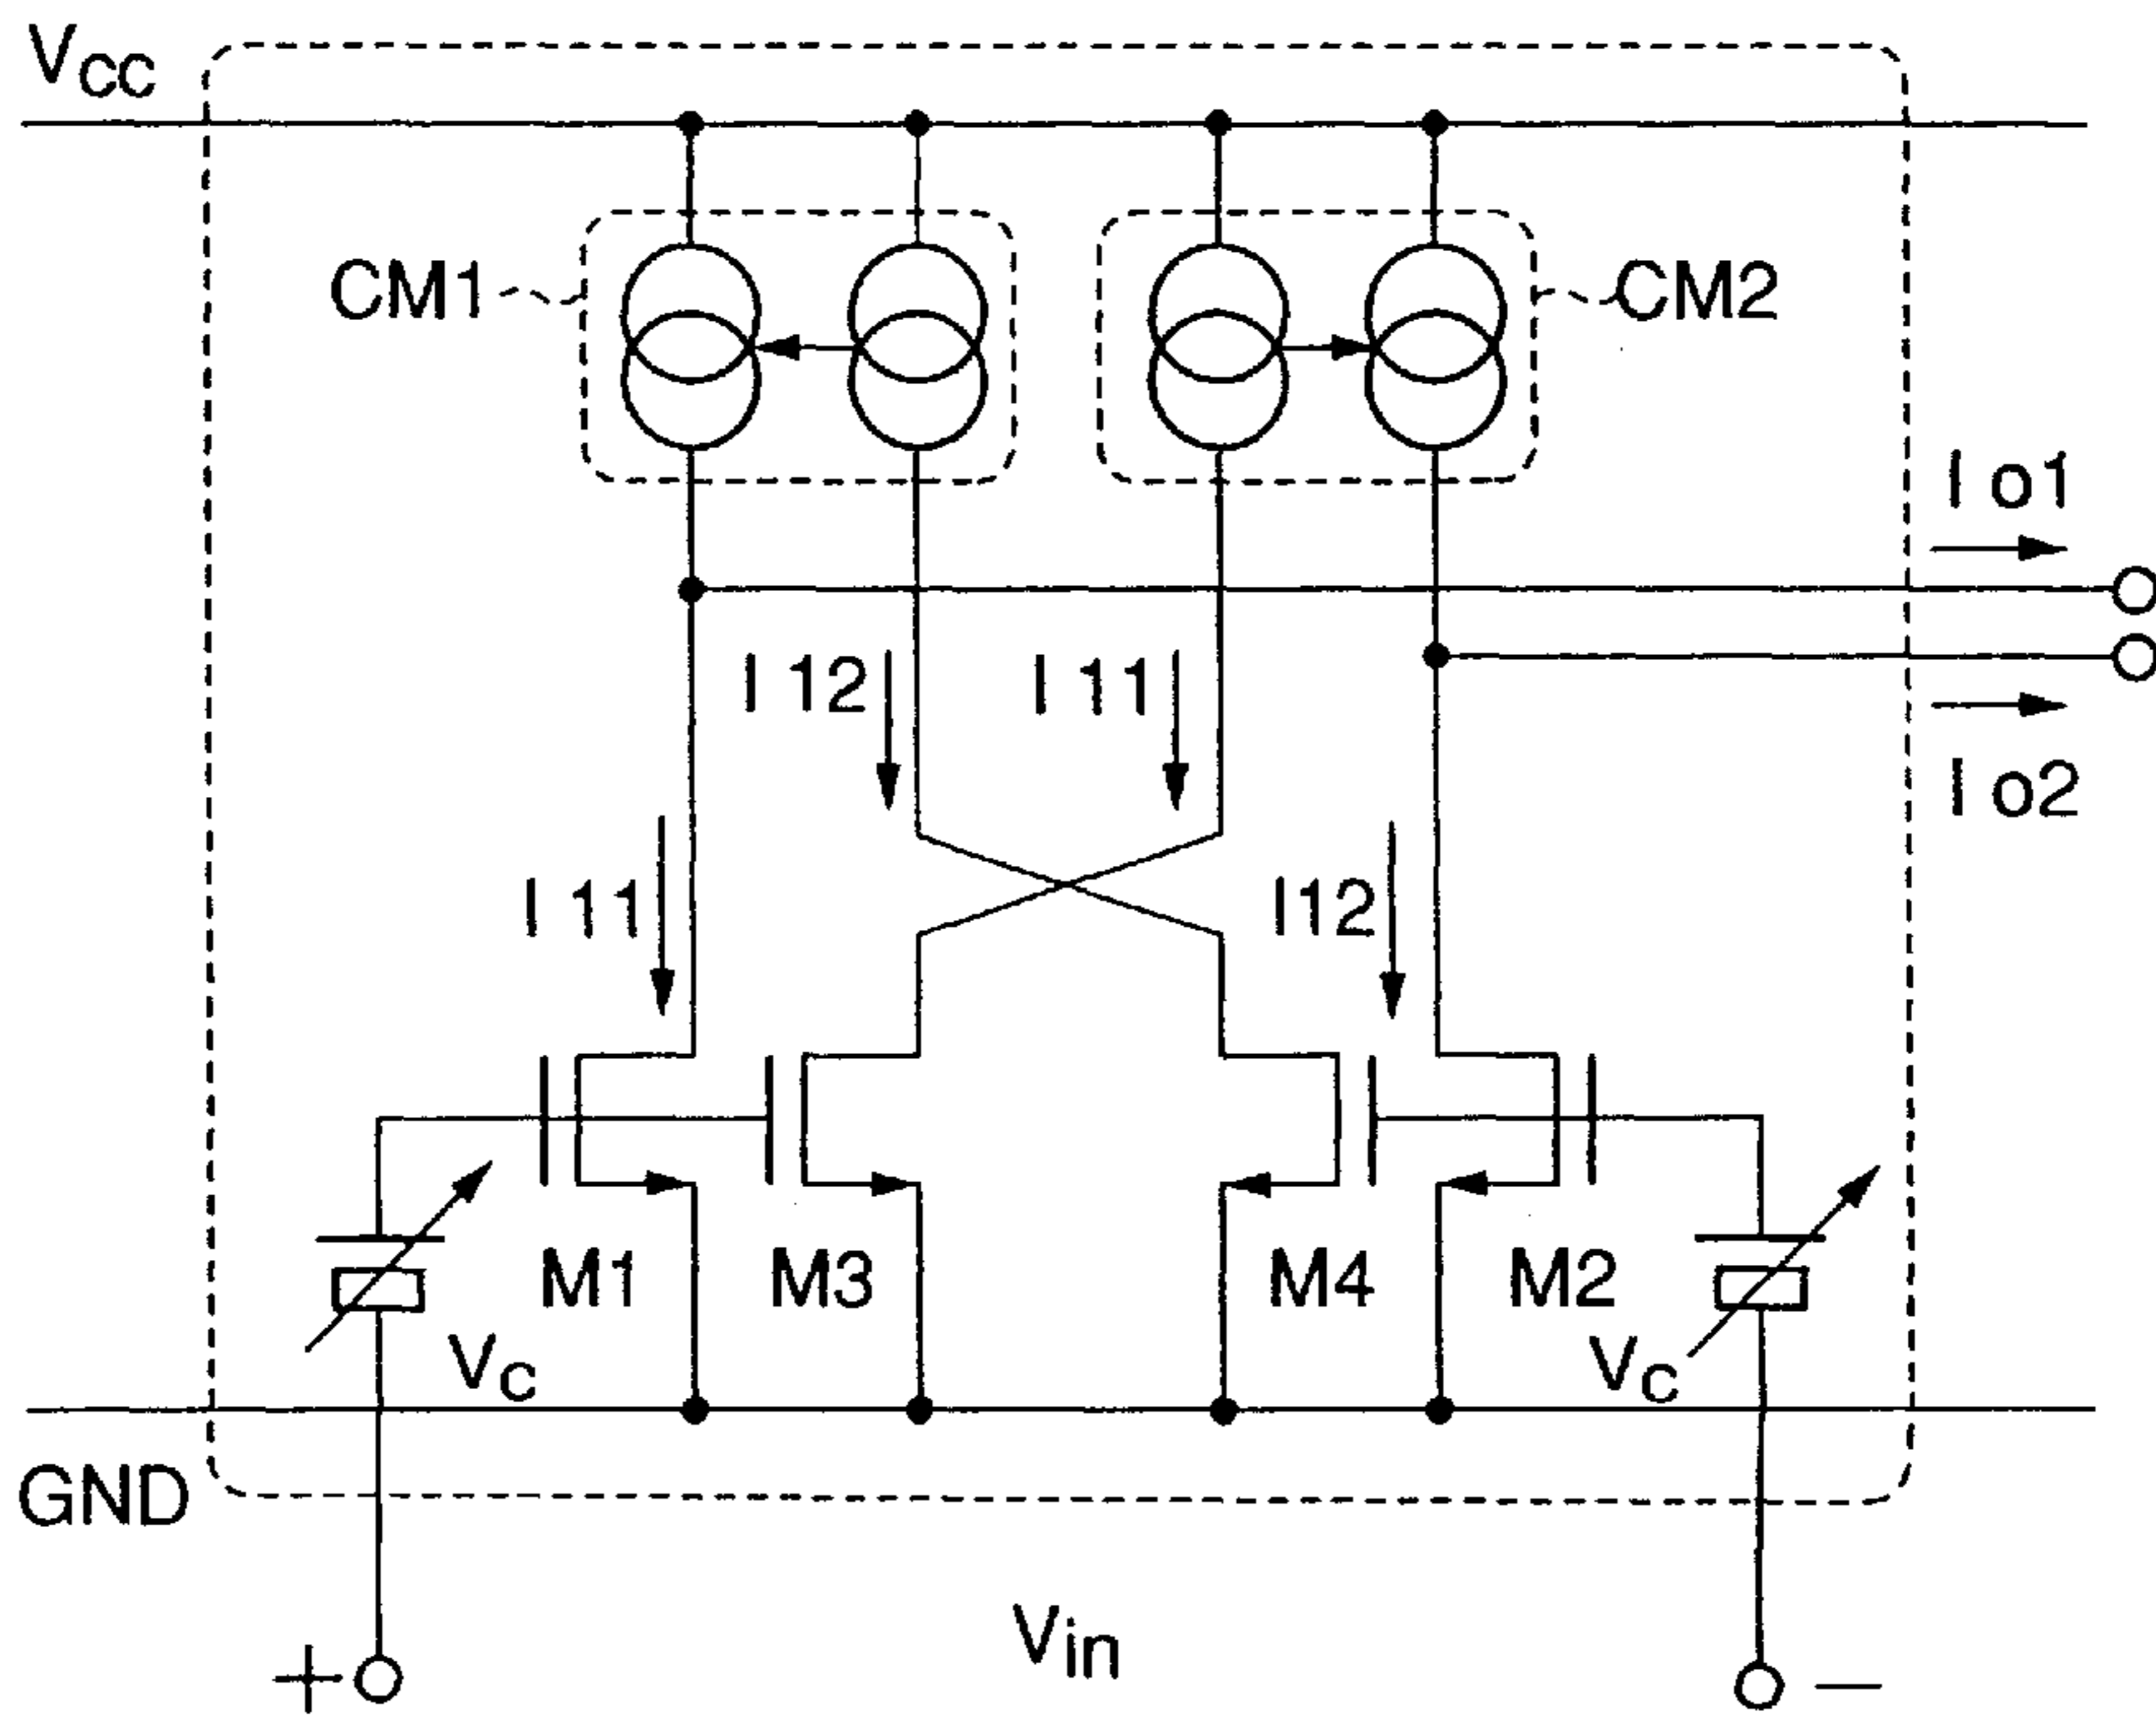 VCC
CM1
CM2
I o1
I 12
I 11
I o2
I 11
I12
M1
M3
M4
M2
VC
VC
GND
Vin
+
−